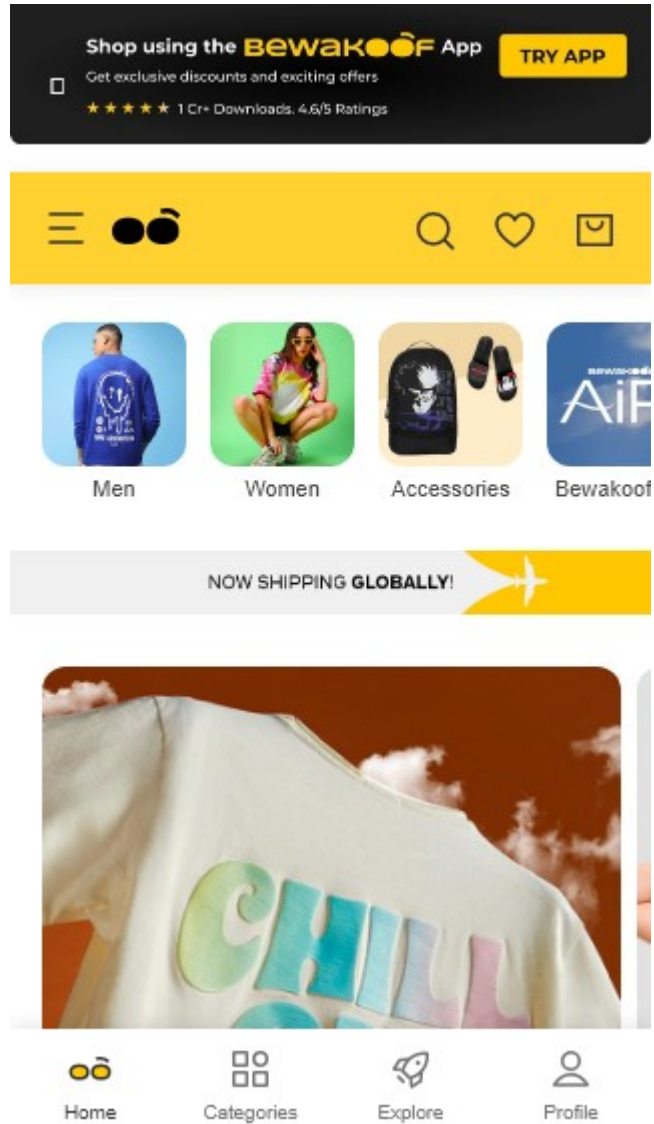 Shop using the BEWAKOOF App
TRY APP
Get exclusive discounts and exciting offers
1 Cr+ Downloads. 4.6/5 Ratings
Men
Women
Accessories
BEWAKOOF
Bewakoof
NOW SHIPPING GLOBALLY!
CHILL
Home
Categories
Explore
Profile